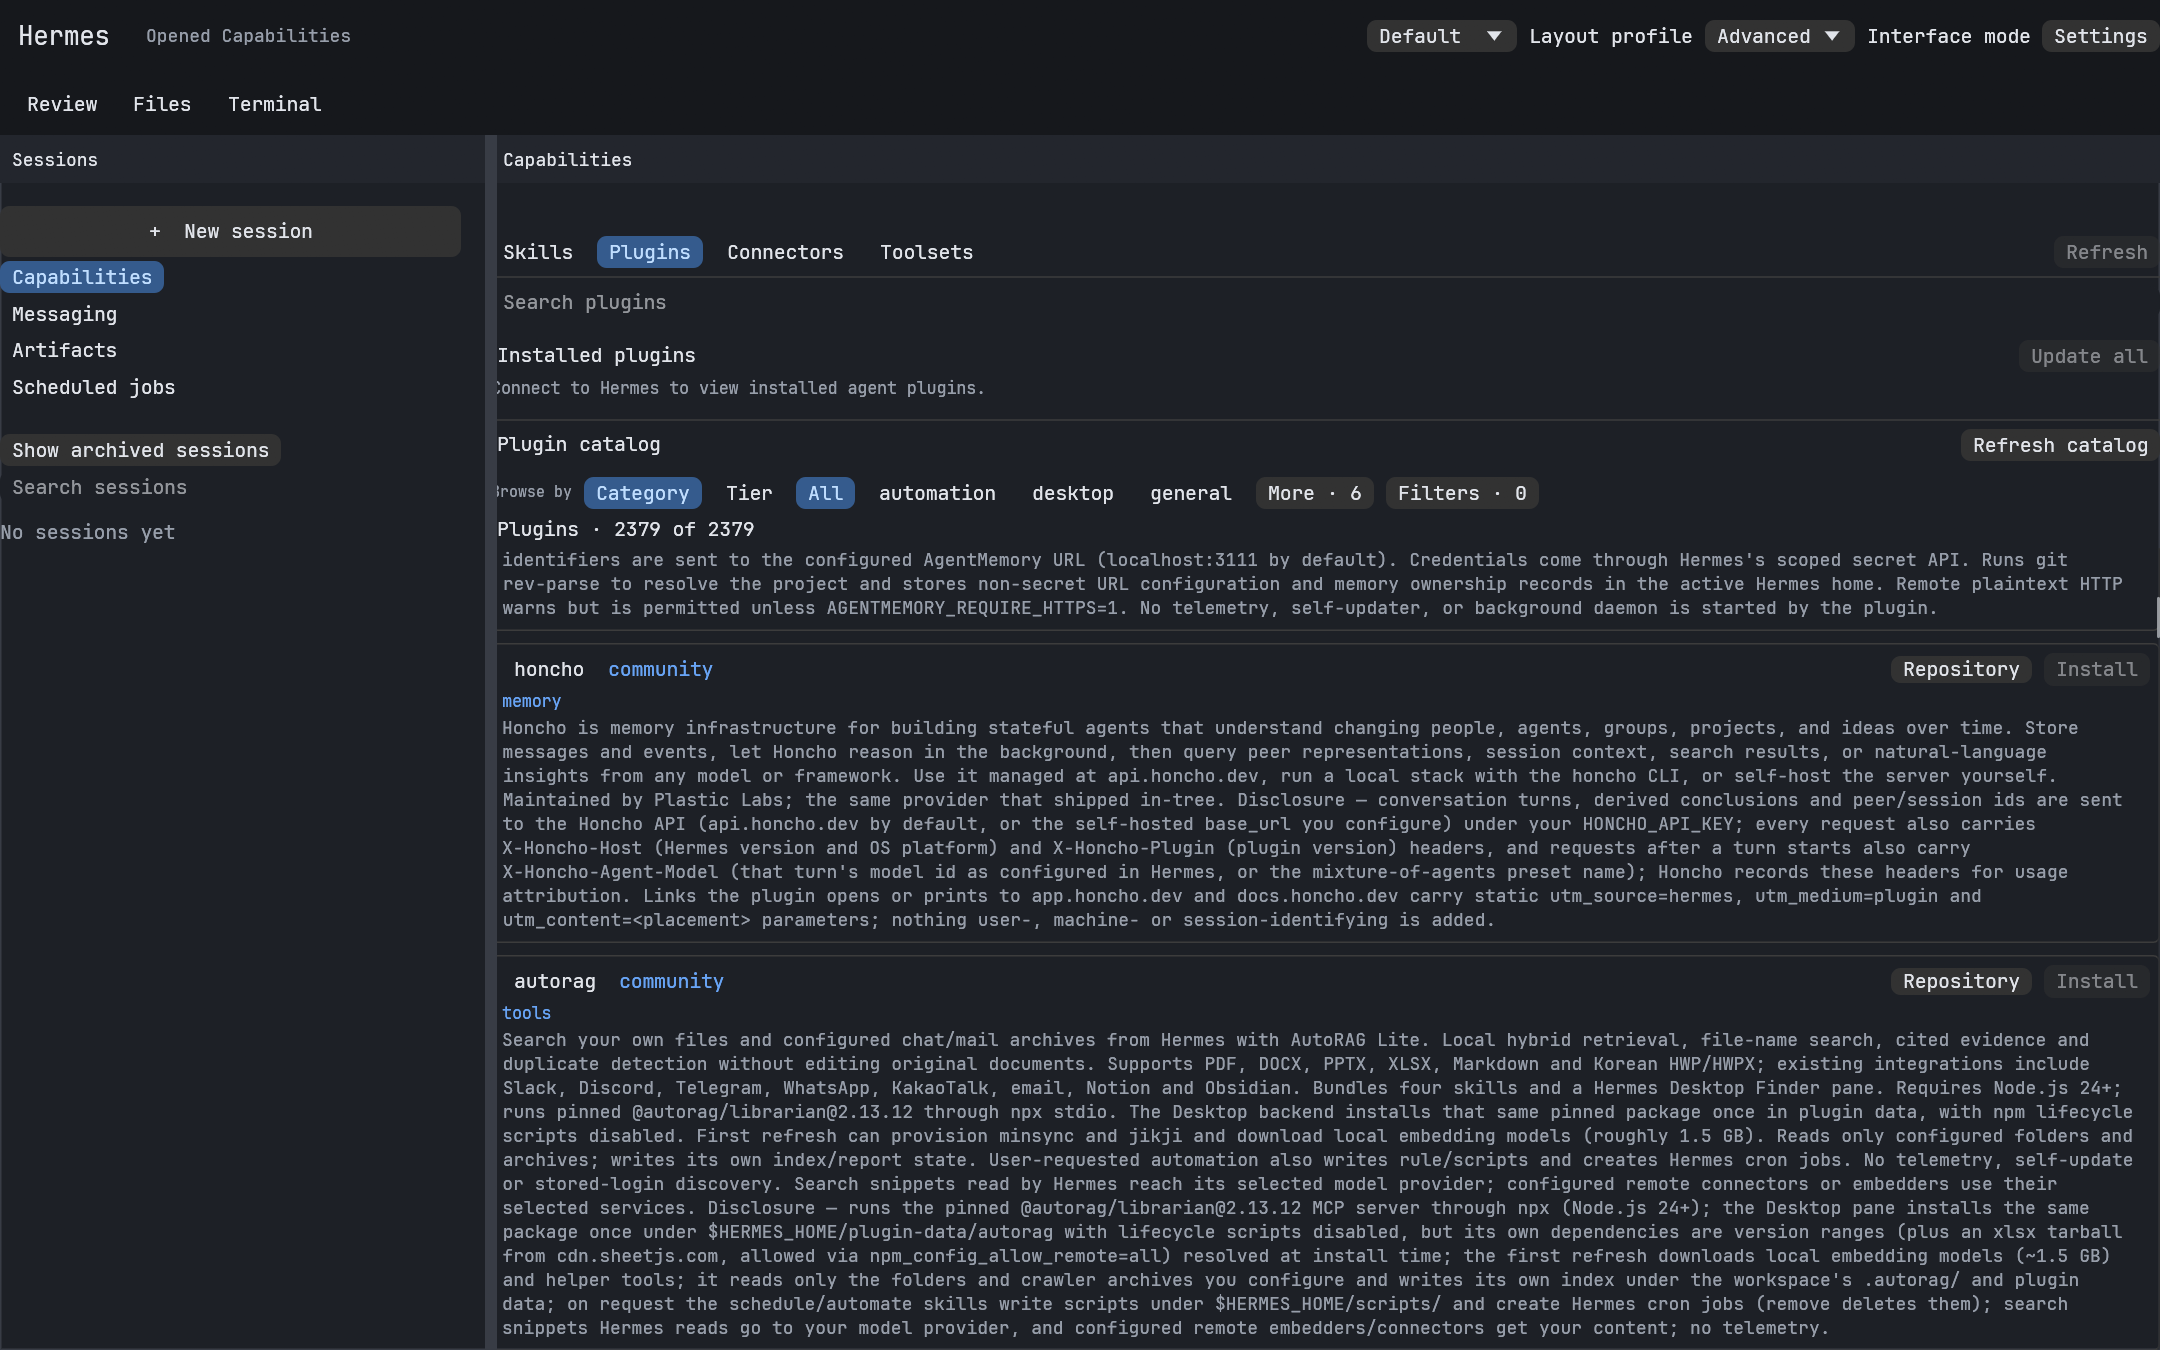 Hermes Opened Capabilities Default Layout profile Advanced Interface mode Settings
Review Files Terminal
Sessions
+ New session
Capabilities
Messaging
Artifacts
Scheduled jobs
Show archived sessions
Search sessions
No sessions yet
Capabilities
Skills Plugins Connectors Toolsets Refresh
Search plugins
Installed plugins Update all
Connect to Hermes to view installed agent plugins.
Plugin catalog Refresh catalog
Browse by Category Tier All automation desktop general More · 6 Filters · 0
Plugins · 2379 of 2379
identifiers are sent to the configured AgentMemory URL (localhost:3111 by default). Credentials come through Hermes's scoped secret API. Runs git
rev-parse to resolve the project and stores non-secret URL configuration and memory ownership records in the active Hermes home. Remote plaintext HTTP
warns but is permitted unless AGENTMEMORY_REQUIRE_HTTPS=1. No telemetry, self-updater, or background daemon is started by the plugin.
honcho community Repository Install
memory
Honcho is memory infrastructure for building stateful agents that understand changing people, agents, groups, projects, and ideas over time. Store
messages and events, let Honcho reason in the background, then query peer representations, session context, search results, or natural-language
insights from any model or framework. Use it managed at api.honcho.dev, run a local stack with the honcho CLI, or self-host the server yourself.
Maintained by Plastic Labs; the same provider that shipped in-tree. Disclosure — conversation turns, derived conclusions and peer/session ids are sent
to the Honcho API (api.honcho.dev by default, or the self-hosted base_url you configure) under your HONCHO_API_KEY; every request also carries
X-Honcho-Host (Hermes version and OS platform) and X-Honcho-Plugin (plugin version) headers, and requests after a turn starts also carry
X-Honcho-Agent-Model (that turn's model id as configured in Hermes, or the mixture-of-agents preset name); Honcho records these headers for usage
attribution. Links the plugin opens or prints to app.honcho.dev and docs.honcho.dev carry static utm_source=hermes, utm_medium=plugin and
utm_content=<placement> parameters; nothing user-, machine- or session-identifying is added.
autorag community Repository Install
tools
Search your own files and configured chat/mail archives from Hermes with AutoRAG Lite. Local hybrid retrieval, file-name search, cited evidence and
duplicate detection without editing original documents. Supports PDF, DOCX, PPTX, XLSX, Markdown and Korean HWP/HWPX; existing integrations include
Slack, Discord, Telegram, WhatsApp, KakaoTalk, email, Notion and Obsidian. Bundles four skills and a Hermes Desktop Finder pane. Requires Node.js 24+;
runs pinned @autorag/librarian@2.13.12 through npx stdio. The Desktop backend installs that same pinned package once in plugin data, with npm lifecycle
scripts disabled. First refresh can provision minsync and jikji and download local embedding models (roughly 1.5 GB). Reads only configured folders and
archives; writes its own index/report state. User-requested automation also writes rule/scripts and creates Hermes cron jobs. No telemetry, self-update
or stored-login discovery. Search snippets read by Hermes reach its selected model provider; configured remote connectors or embedders use their
selected services. Disclosure — runs the pinned @autorag/librarian@2.13.12 MCP server through npx (Node.js 24+); the Desktop pane installs the same
package once under $HERMES_HOME/plugin-data/autorag with lifecycle scripts disabled, but its own dependencies are version ranges (plus an xlsx tarball
from cdn.sheetjs.com, allowed via npm_config_allow_remote=all) resolved at install time; the first refresh downloads local embedding models (~1.5 GB)
and helper tools; it reads only the folders and crawler archives you configure and writes its own index under the workspace's .autorag/ and plugin
data; on request the schedule/automate skills write scripts under $HERMES_HOME/scripts/ and create Hermes cron jobs (remove deletes them); search
snippets Hermes reads go to your model provider, and configured remote embedders/connectors get your content; no telemetry.